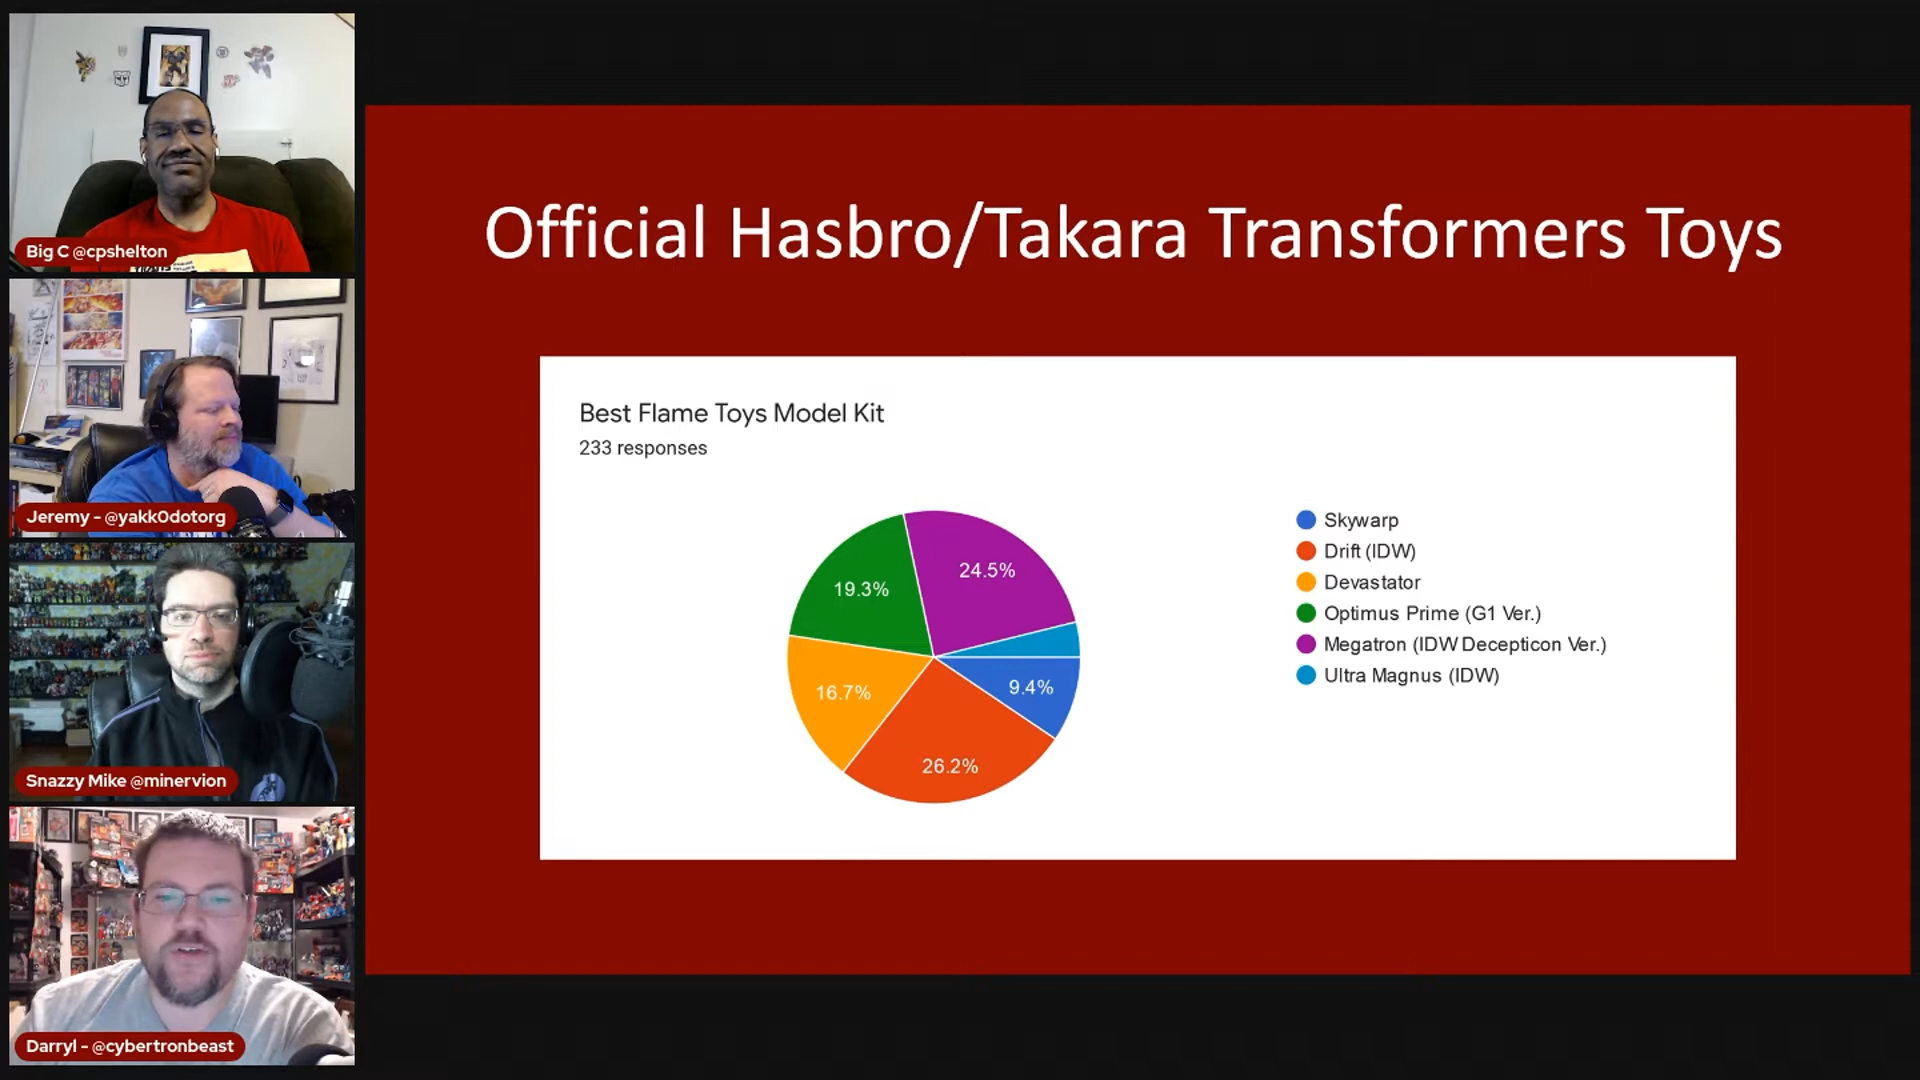 Big C @cpshelton
Jeremy - @yakk0dotorg
Snazzy Mike @minervion
Darryl - @cybertronbeast
Official Hasbro/Takara Transformers Toys
Best Flame Toys Model Kit
233 responses
24.5%
19.3%
16.7%
9.4%
26.2%
Skywarp
Drift (IDW)
Devastator
Optimus Prime (G1 Ver.)
Megatron (IDW Decepticon Ver.)
Ultra Magnus (IDW)